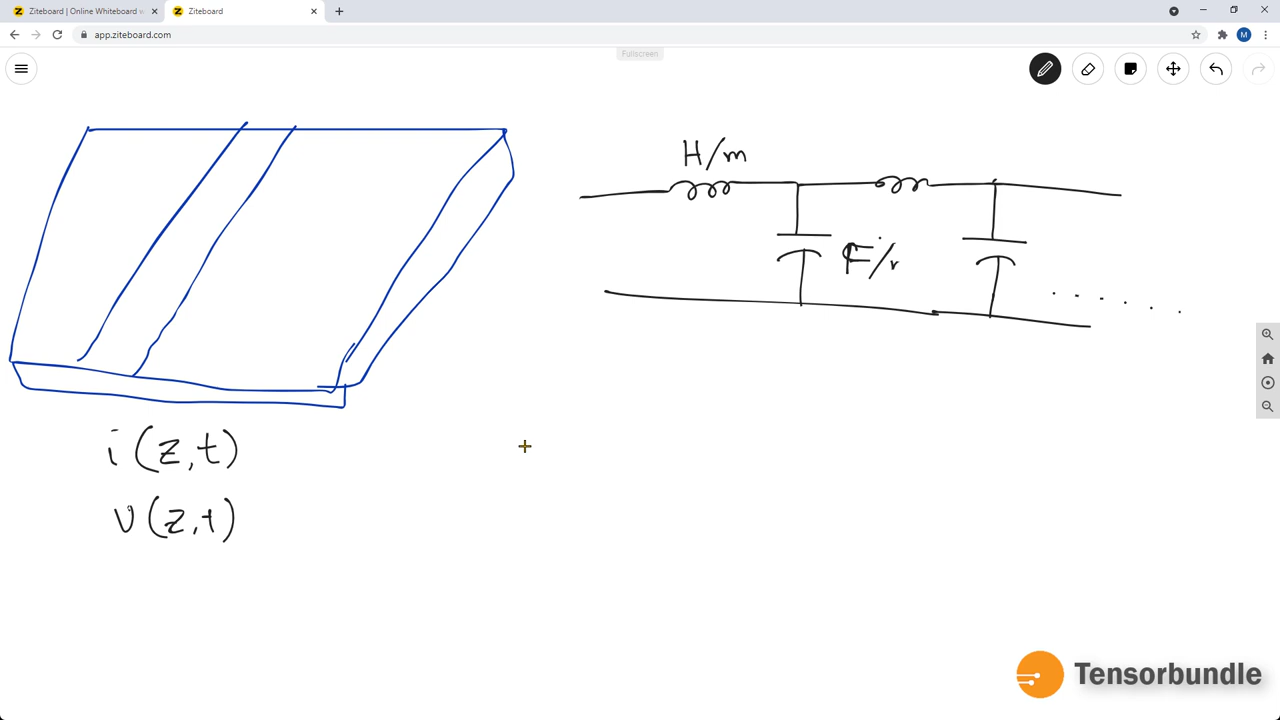 Ziteboard | Online Whiteboard w
Ziteboard
app.ziteboard.com
M
Fullscreen
H/m
i(z,t)
v(z,t)
Tensorbundle